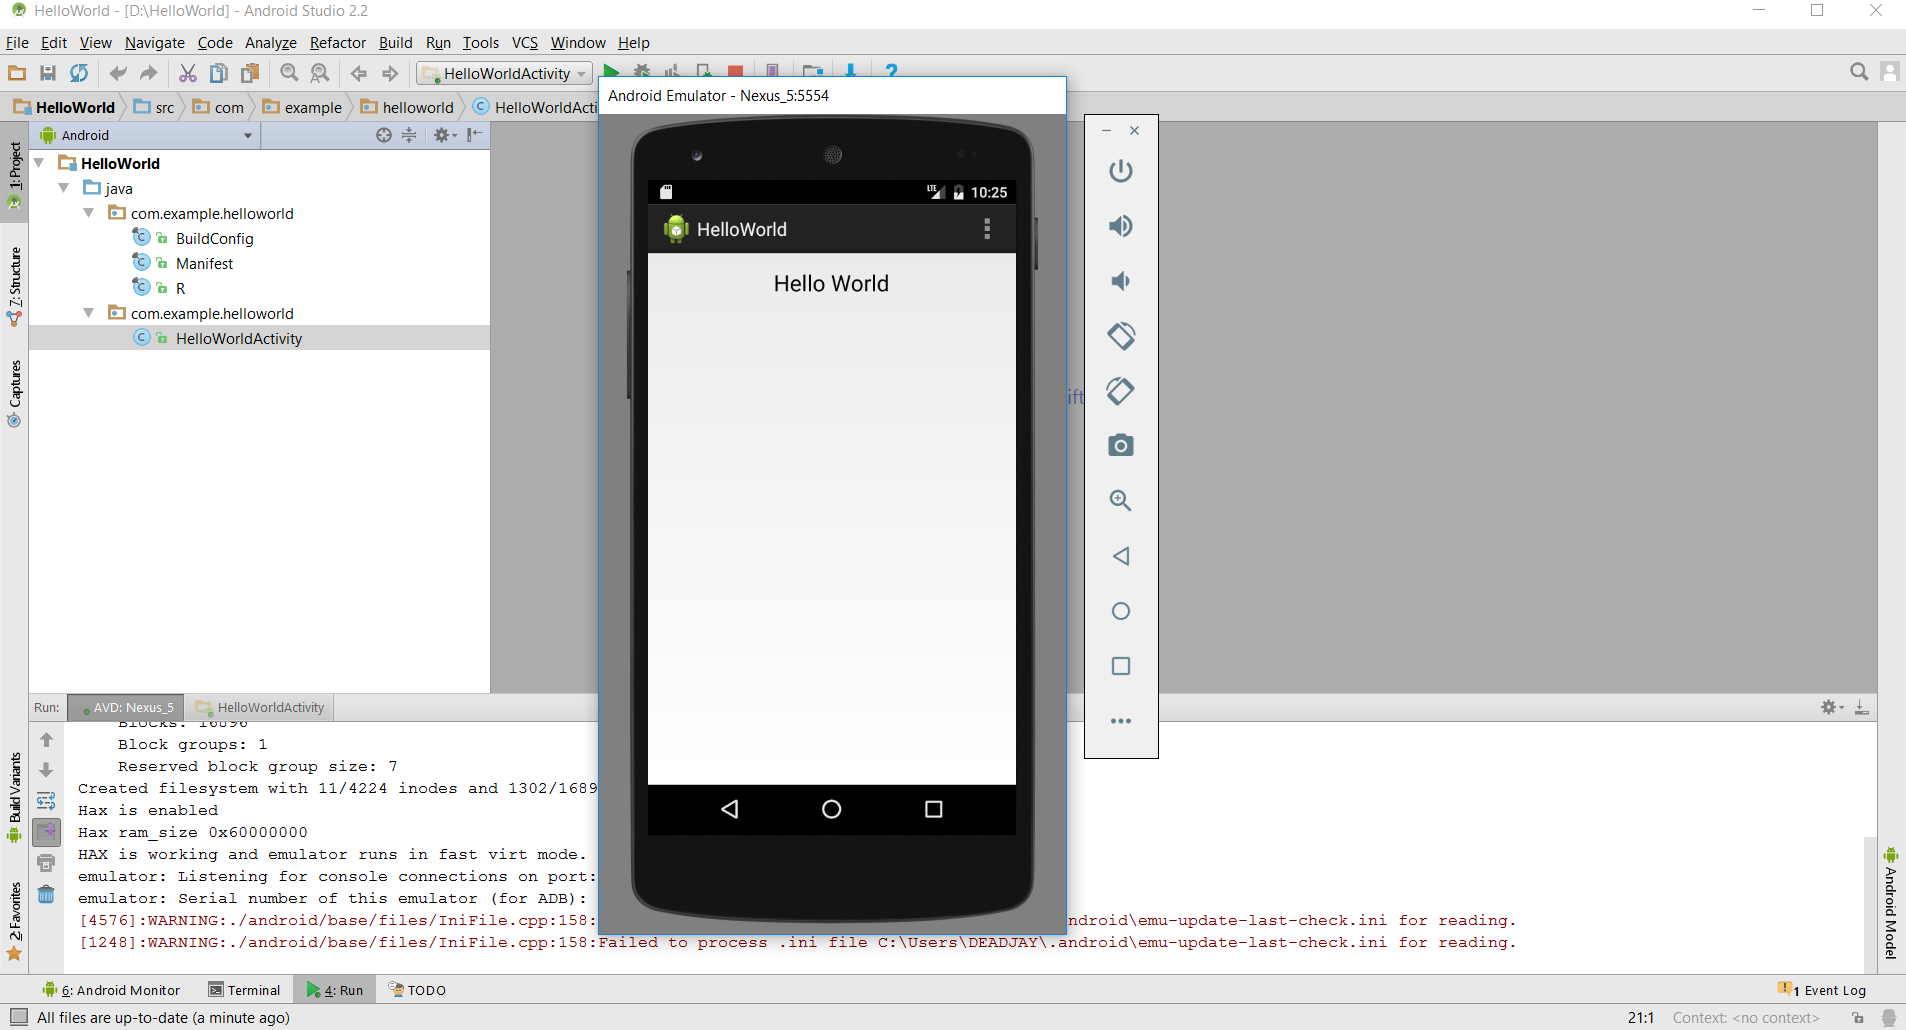 HelloWorld - [D:\HelloWorld] - Android Studio 2.2
File Edit View Navigate Code Analyze Refactor Build Run Tools VCS Window Help
HelloWorldActivity
HelloWorld src com example helloworld HelloWorldActi
Android Emulator - Nexus_5:5554
Android
1: Project
7: Structure
Captures
Build Variants
2: Favorites
HelloWorld
java
com.example.helloworld
BuildConfig
Manifest
R
com.example.helloworld
HelloWorldActivity
LTE 10:25
HelloWorld
Hello World
ift
Run: AVD: Nexus_5 HelloWorldActivity
Blocks: 16896
Block groups: 1
Reserved block group size: 7
Created filesystem with 11/4224 inodes and 1302/1689
Hax is enabled
Hax ram_size 0x60000000
HAX is working and emulator runs in fast virt mode.
emulator: Listening for console connections on port:
emulator: Serial number of this emulator (for ADB):
[4576]:WARNING:./android/base/files/IniFile.cpp:158: ndroid\emu-update-last-check.ini for reading.
[1248]:WARNING:./android/base/files/IniFile.cpp:158:Failed to process .ini file C:\Users\DEADJAY\.android\emu-update-last-check.ini for reading.
Android Model
6: Android Monitor Terminal 4: Run TODO 1 Event Log
All files are up-to-date (a minute ago) 21:1 Context: <no context>